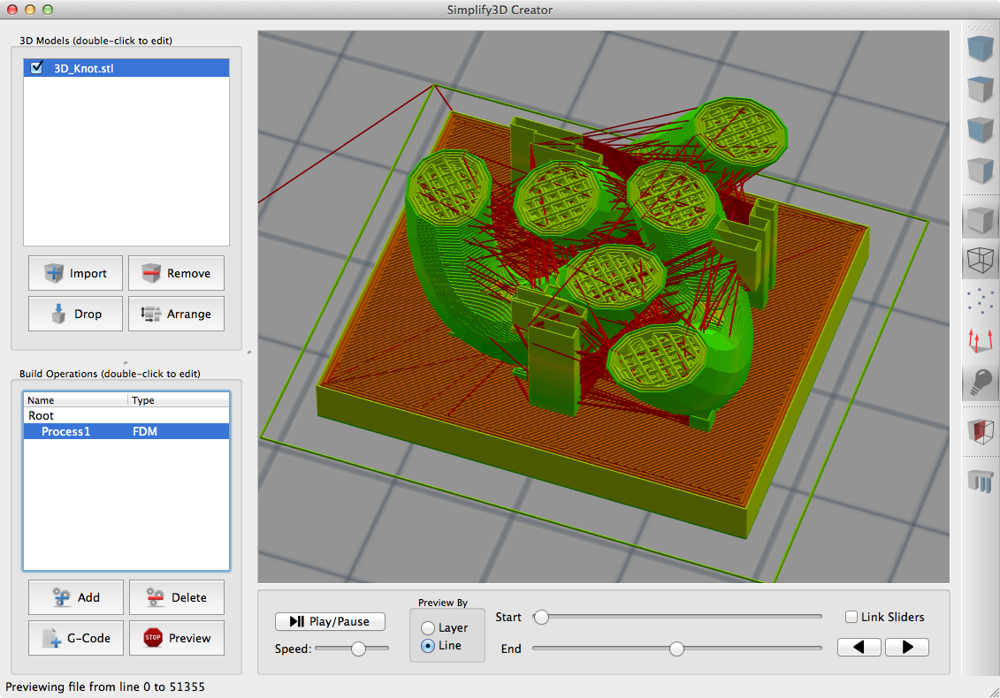 Simplify3D Creator
3D Models (double-click to edit)
3D_Knot.stl
Import
Remove
Drop
Arrange
Build Operations (double-click to edit)
Name Type
Root
Process1 FDM
Add
Delete
G-Code
STOP Preview
Play/Pause
Speed:
Preview By
Layer
Line
Start
End
Link Sliders
Previewing file from line 0 to 51355